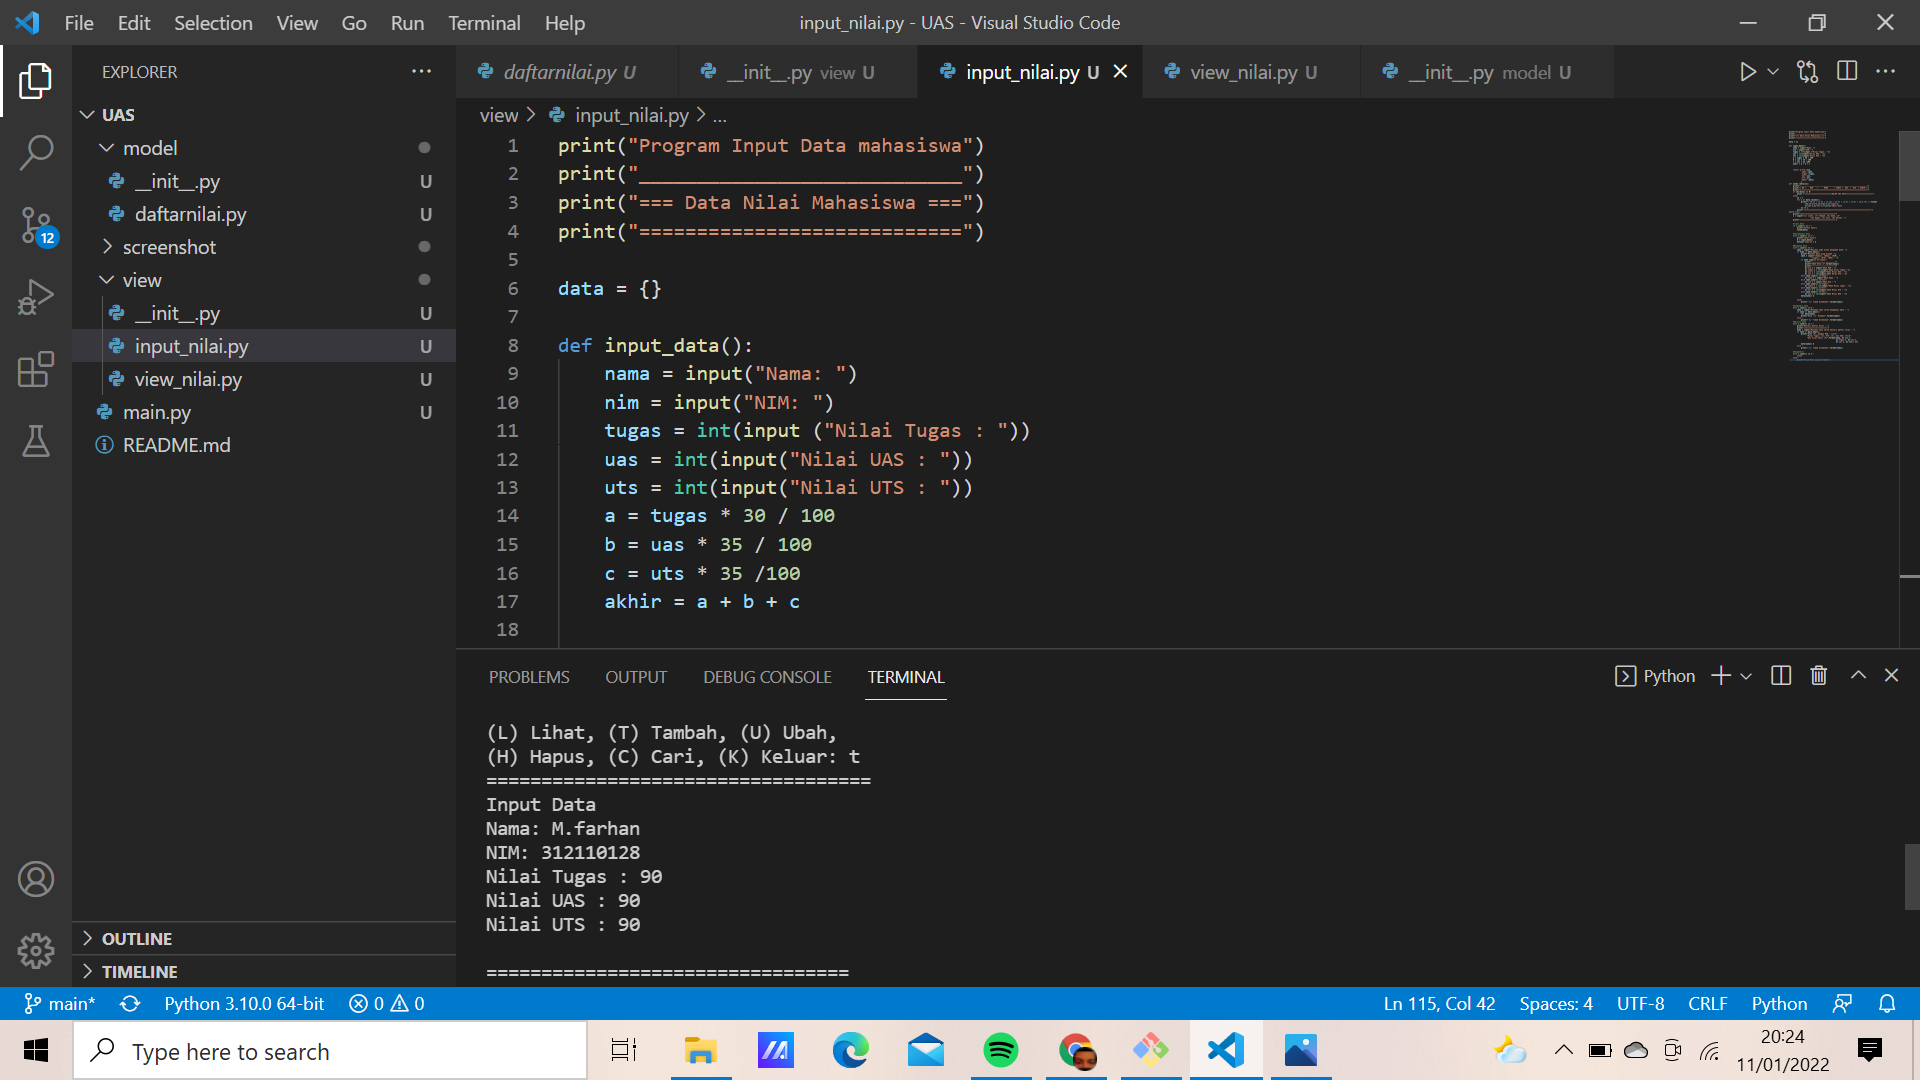 File Edit Selection View Go Run Terminal Help
input_nilai.py - UAS - Visual Studio Code
EXPLORER
UAS
model
__init__.py U
daftarnilai.py U
screenshot
view
__init__.py U
input_nilai.py U
view_nilai.py U
main.py U
README.md
OUTLINE
TIMELINE
12
daftarnilai.py U
__init__.py view U
input_nilai.py U
view_nilai.py U
__init__.py model U
view > input_nilai.py > ...
1 print("Program Input Data mahasiswa")
2 print("____________________________")
3 print("=== Data Nilai Mahasiswa ===")
4 print("============================")
5
6 data = {}
7
8 def input_data():
9 nama = input("Nama: ")
10 nim = input("NIM: ")
11 tugas = int(input ("Nilai Tugas : "))
12 uas = int(input("Nilai UAS : "))
13 uts = int(input("Nilai UTS : "))
14 a = tugas * 30 / 100
15 b = uas * 35 / 100
16 c = uts * 35 /100
17 akhir = a + b + c
18
PROBLEMS OUTPUT DEBUG CONSOLE TERMINAL
Python
(L) Lihat, (T) Tambah, (U) Ubah,
(H) Hapus, (C) Cari, (K) Keluar: t
===================================
Input Data
Nama: M.farhan
NIM: 312110128
Nilai Tugas : 90
Nilai UAS : 90
Nilai UTS : 90
=================================
main* Python 3.10.0 64-bit 0 0
Ln 115, Col 42 Spaces: 4 UTF-8 CRLF Python
Type here to search
20:24
11/01/2022